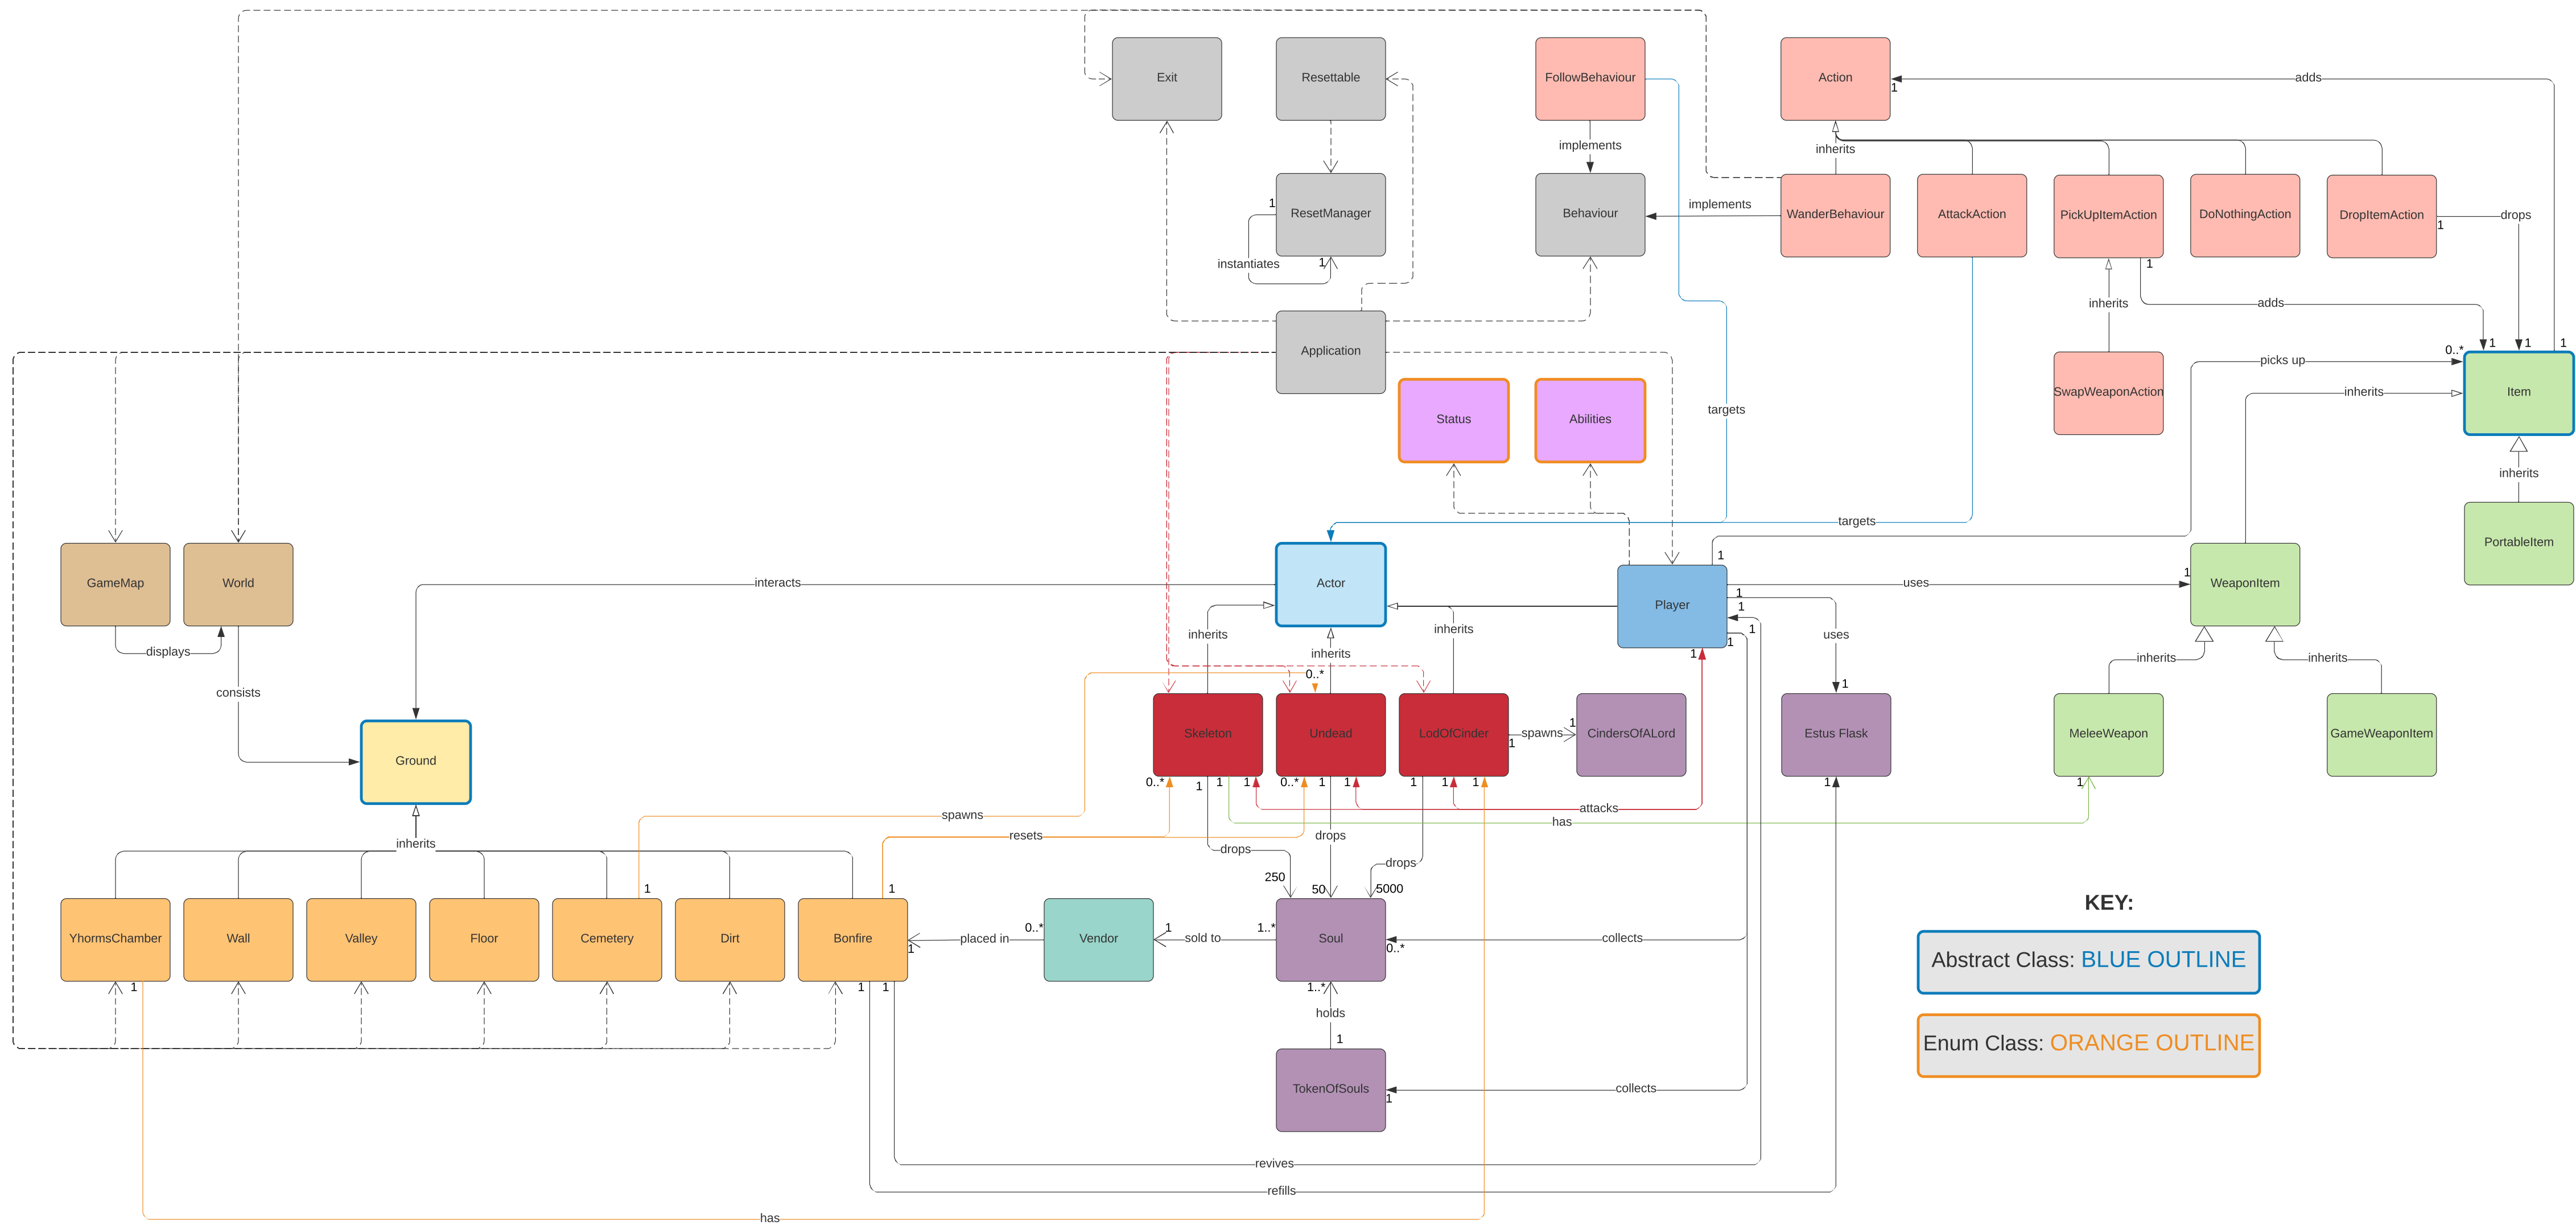 Exit
Resettable
FollowBehaviour
Action
adds
1
implements
inherits
1
ResetManager
Behaviour
implements
WanderBehaviour
AttackAction
PickUpItemAction
DoNothingAction
DropItemAction
drops
1
instantiates
1
1
inherits
adds
Application
1
1
1
0..*
picks up
Status
Abilities
targets
SwapWeaponAction
inherits
Item
inherits
targets
PortableItem
1
GameMap
World
interacts
Actor
Player
uses
1
WeaponItem
1
1
uses
1
1
inherits
inherits
inherits
displays
1
inherits
inherits
consists
0..*
1
Skeleton
Undead
LodOfCinder
1
spawns
1
CindersOfALord
Estus Flask
MeleeWeapon
GameWeaponItem
Ground
0..*
1
1
1
0..*
1
1
1
1
1
1
1
attacks
spawns
has
resets
drops
drops
drops
inherits
250
50
5000
1
1
YhormsChamber
Wall
Valley
Floor
Cemetery
Dirt
Bonfire
1
placed in
0..*
Vendor
1
sold to
1..*
Soul
0..*
collects
KEY:
Abstract Class: BLUE OUTLINE
1
1
1
1..*
holds
1
Enum Class: ORANGE OUTLINE
TokenOfSouls
1
collects
revives
refills
has